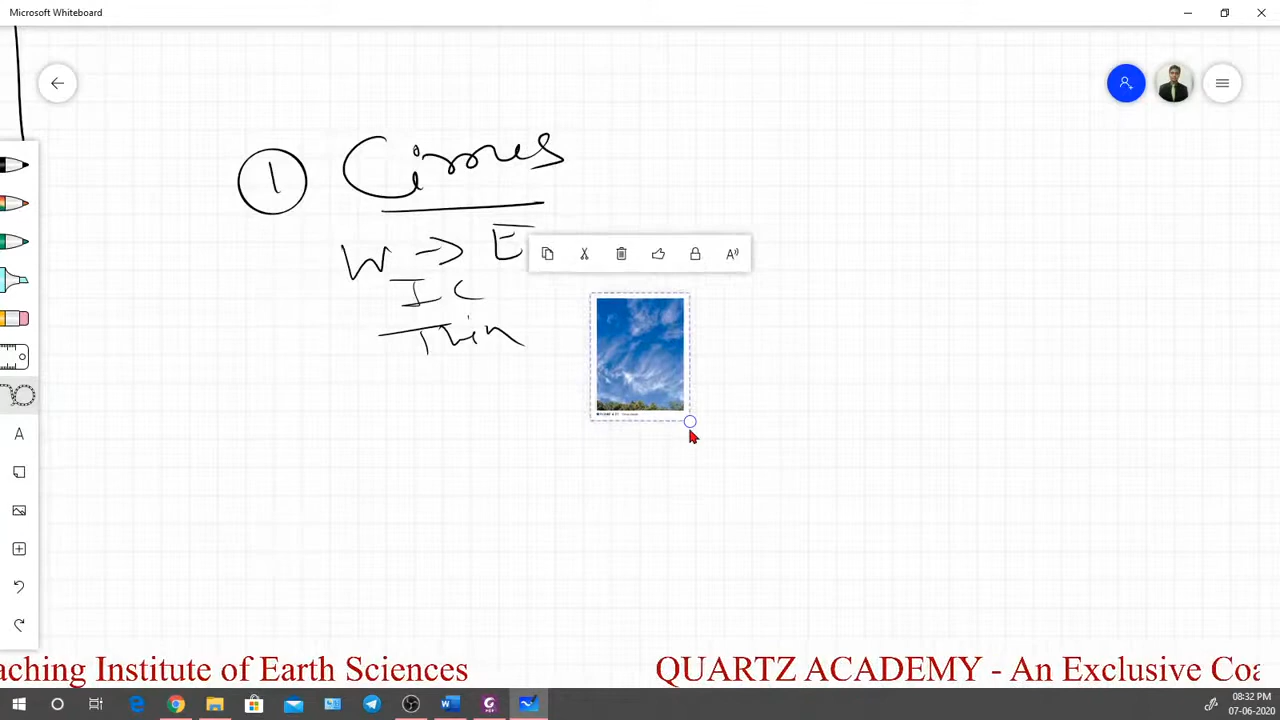 Microsoft Whiteboard
1 Cirrus
W → E
IC
Thin
A
aching Institute of Earth Sciences
QUARTZ ACADEMY - An Exclusive Coa
08:32 PM
07-06-2020